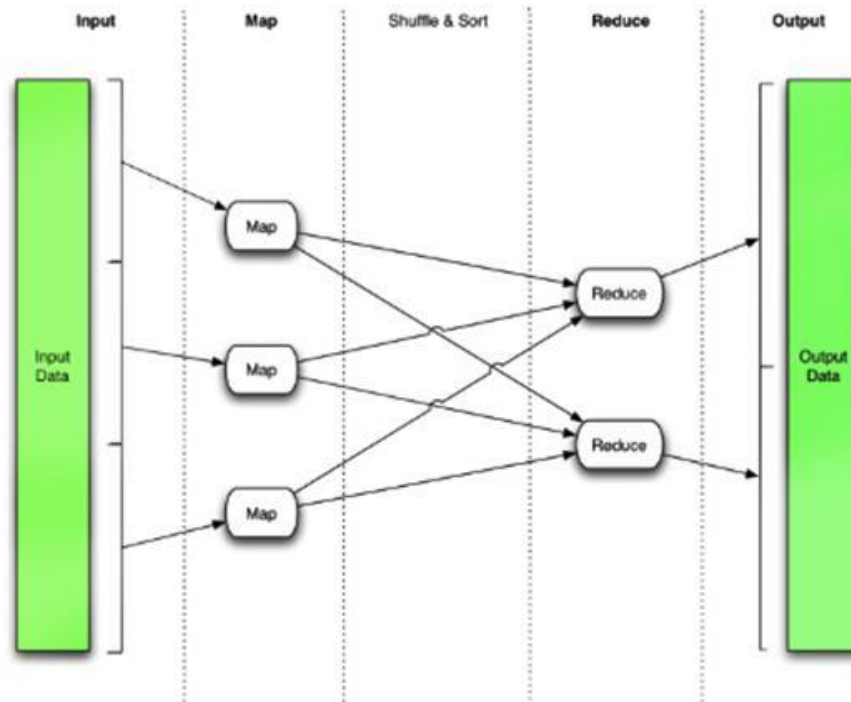 Input
Map
Shuffle & Sort
Reduce
Output
Input
Data
Map
Map
Map
Reduce
Reduce
Output
Data